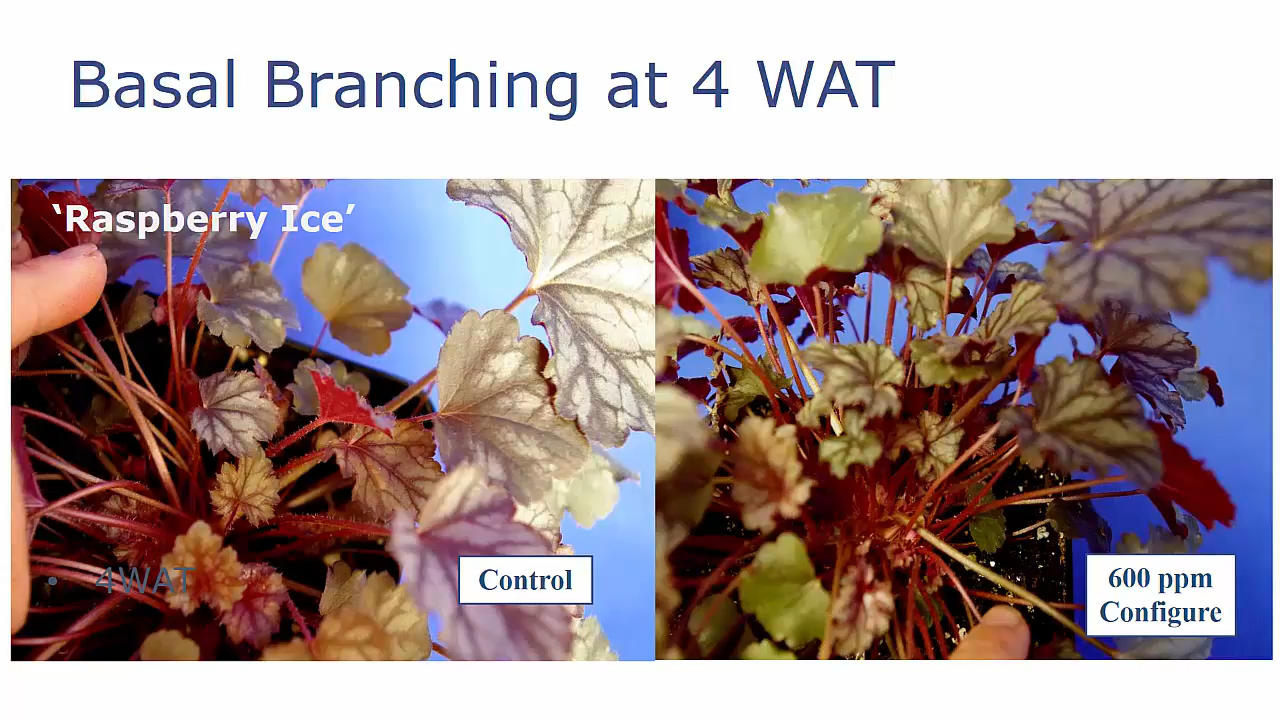 Basal Branching at 4 WAT
‘Raspberry Ice’
• 4WAT
Control
600 ppm
Configure